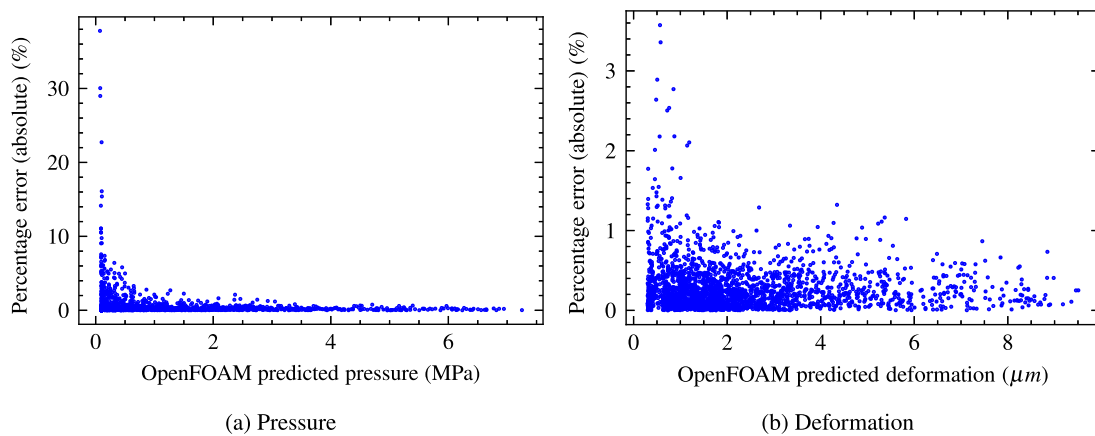 Percentage error (absolute) (%)
30
20
10
0
0 2 4 6
OpenFOAM predicted pressure (MPa)
(a) Pressure
Percentage error (absolute) (%)
3
2
1
0
0 2 4 6 8
OpenFOAM predicted deformation (μm)
(b) Deformation